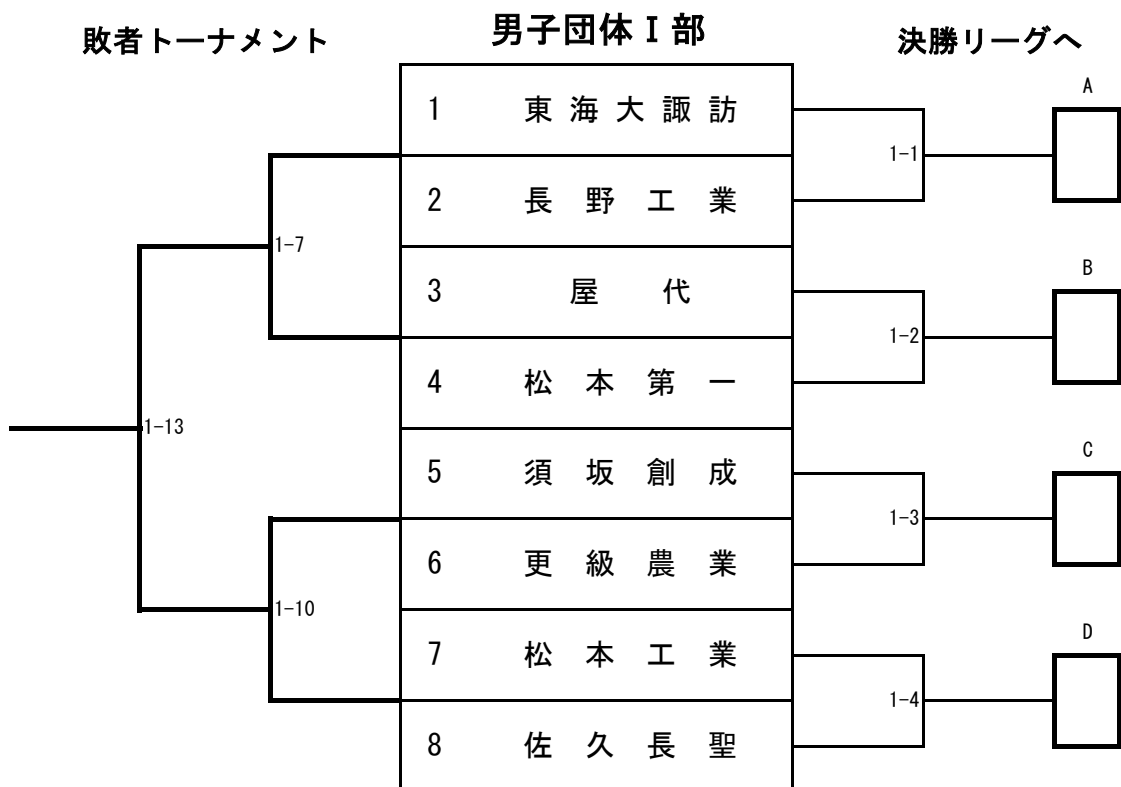 敗者トーナメント 男子団体Ⅰ部 決勝リーグへ
A
1 東海大諏訪
1-1
2 長野工業
1-7
B
3 屋代
1-2
4 松本第一
1-13
C
5 須坂創成
1-3
6 更級農業
1-10
D
7 松本工業
1-4
8 佐久長聖